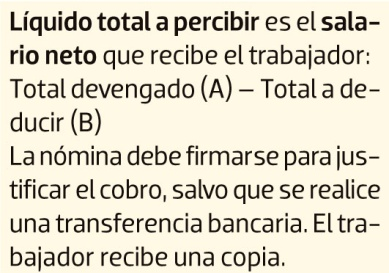 Líquido total a percibir es el sala-
rio neto que recibe el trabajador:
Total devengado (A) – Total a de-
ducir (B)
La nómina debe firmarse para jus-
tificar el cobro, salvo que se realice
una transferencia bancaria. El tra-
bajador recibe una copia.